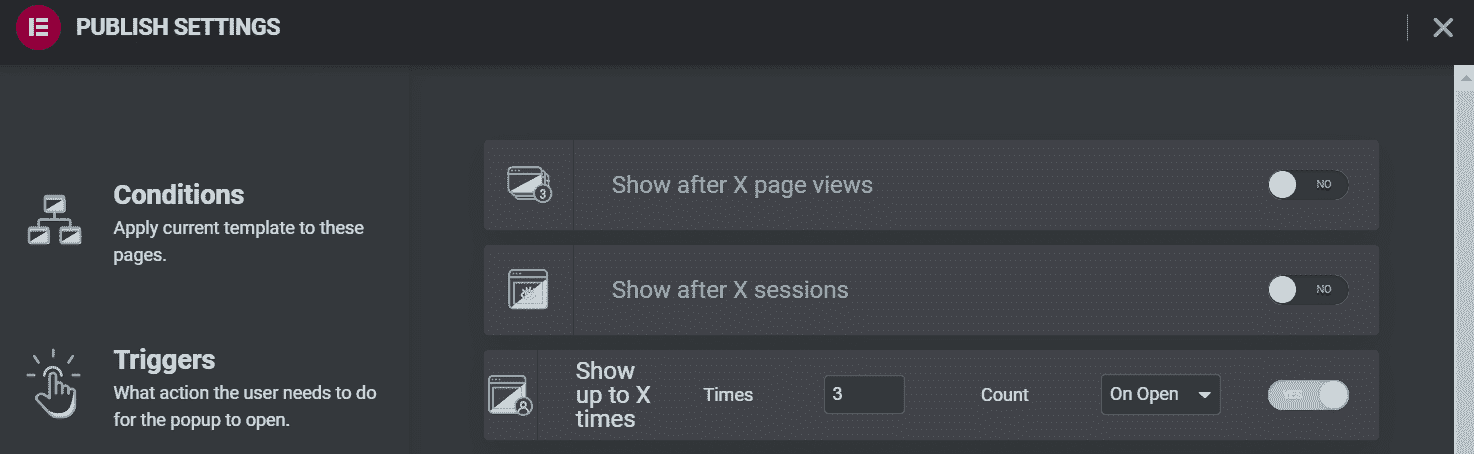 PUBLISH SETTINGS
Conditions
Apply current template to these
pages.
Triggers
What action the user needs to do
for the popup to open.
3
Show after X page views
NO
Show after X sessions
NO
Show
up to X
times
Times
3
Count
On Open
YES